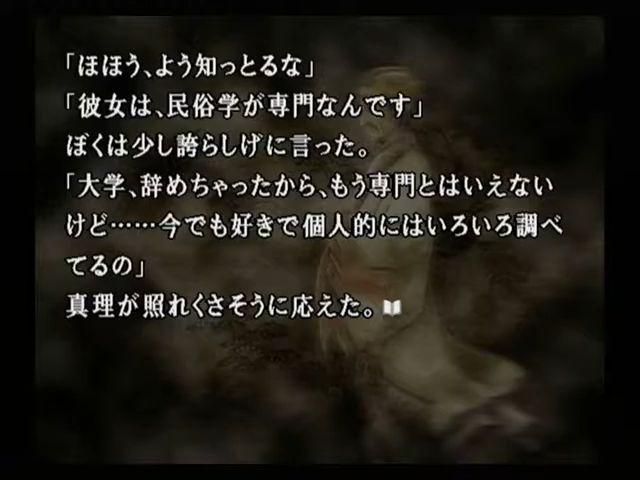 「ほほう、よう知っとるな」
「彼女は、民俗学が専門なんです」
ぼくは少し誇らしげに言った。
「大学、辞めちゃったから、もう専門とはいえない
けど……今でも好きで個人的にはいろいろ調べ
てるの」
真理が照れくさそうに応えた。